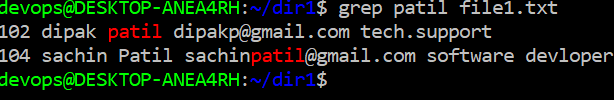 devops@DESKTOP-ANEA4RH:~/dir1$ grep patil file1.txt
102 dipak patil dipakp@gmail.com tech.support
104 sachin Patil sachinpatil@gmail.com software devloper
devops@DESKTOP-ANEA4RH:~/dir1$